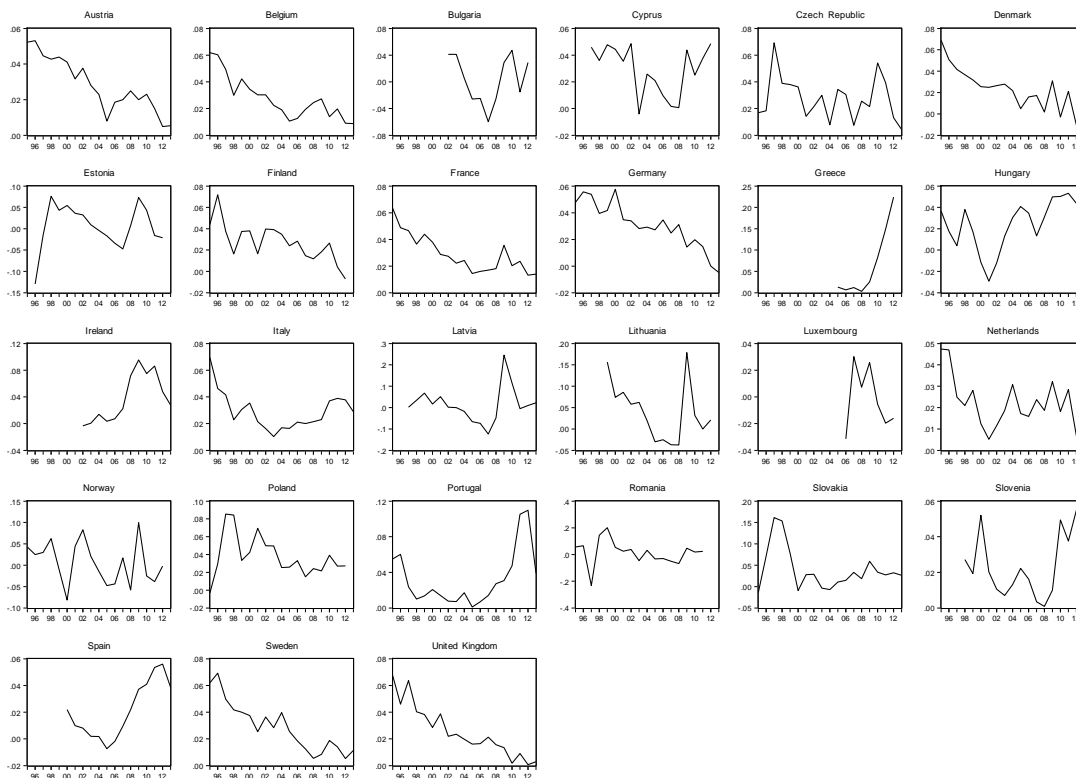 Austria
.06
.04
.02
.00
96 98 00 02 04 06 08 10 12
Belgium
.08
.06
.04
.02
.00
96 98 00 02 04 06 08 10 12
Bulgaria
.08
.04
.00
-.04
-.08
96 98 00 02 04 06 08 10 12
Cyprus
.06
.04
.02
.00
-.02
96 98 00 02 04 06 08 10 12
Czech Republic
.08
.06
.04
.02
.00
96 98 00 02 04 06 08 10 12
Denmark
.08
.06
.04
.02
.00
-.02
96 98 00 02 04 06 08 10 12
Estonia
.10
.05
.00
-.05
-.10
-.15
96 98 00 02 04 06 08 10 12
Finland
.08
.06
.04
.02
.00
-.02
96 98 00 02 04 06 08 10 12
France
.08
.06
.04
.02
.00
96 98 00 02 04 06 08 10 12
Germany
.06
.04
.02
.00
-.02
96 98 00 02 04 06 08 10 12
Greece
.25
.20
.15
.10
.05
.00
96 98 00 02 04 06 08 10 12
Hungary
.06
.04
.02
.00
-.02
-.04
96 98 00 02 04 06 08 10 12
Ireland
.12
.08
.04
.00
-.04
96 98 00 02 04 06 08 10 12
Italy
.08
.06
.04
.02
.00
96 98 00 02 04 06 08 10 12
Latvia
.3
.2
.1
.0
-.1
-.2
96 98 00 02 04 06 08 10 12
Lithuania
.20
.15
.10
.05
.00
-.05
96 98 00 02 04 06 08 10 12
Luxembourg
.04
.02
.00
-.02
-.04
96 98 00 02 04 06 08 10 12
Netherlands
.05
.04
.03
.02
.01
.00
96 98 00 02 04 06 08 10 12
Norway
.15
.10
.05
.00
-.05
-.10
96 98 00 02 04 06 08 10 12
Poland
.10
.08
.06
.04
.02
.00
-.02
96 98 00 02 04 06 08 10 12
Portugal
.12
.08
.04
.00
96 98 00 02 04 06 08 10 12
Romania
.4
.2
.0
-.2
-.4
96 98 00 02 04 06 08 10 12
Slovakia
.20
.15
.10
.05
.00
-.05
96 98 00 02 04 06 08 10 12
Slovenia
.06
.04
.02
.00
96 98 00 02 04 06 08 10 12
Spain
.06
.04
.02
.00
-.02
96 98 00 02 04 06 08 10 12
Sweden
.08
.06
.04
.02
.00
96 98 00 02 04 06 08 10 12
United Kingdom
.08
.06
.04
.02
.00
96 98 00 02 04 06 08 10 12